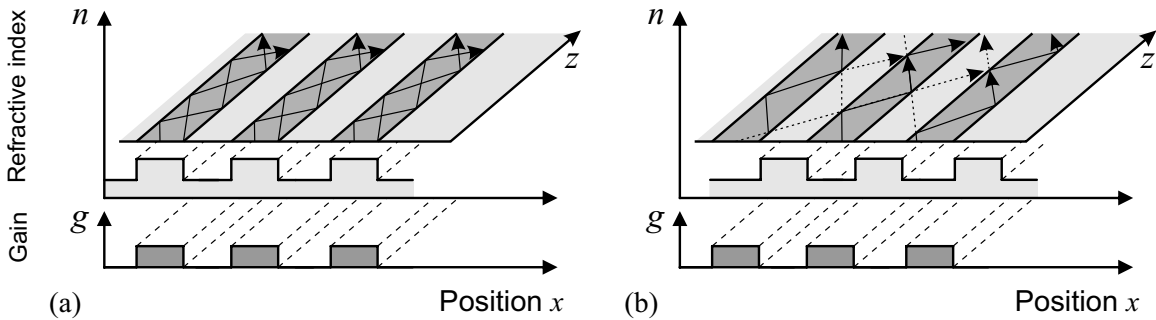 n
Refractive index
z
g
Gain
(a)
Position x
n
z
g
(b)
Position x